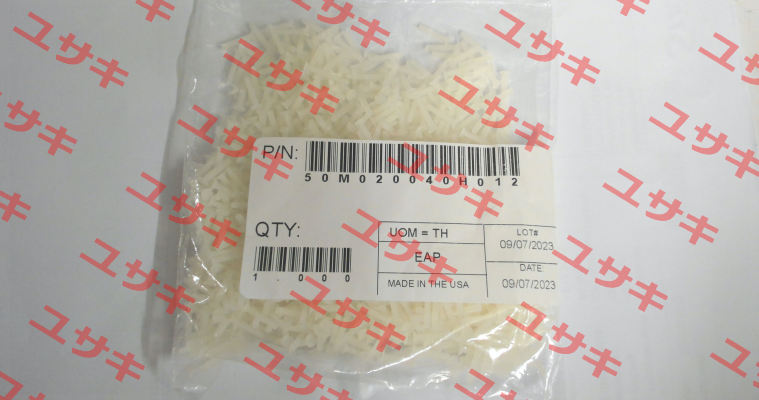 P/N:
50M020040H012
QTY:
1.000
UOM = TH
EAP
MADE IN THE USA
LOT#
09/07/2023
DATE
09/07/2023
ユサキ